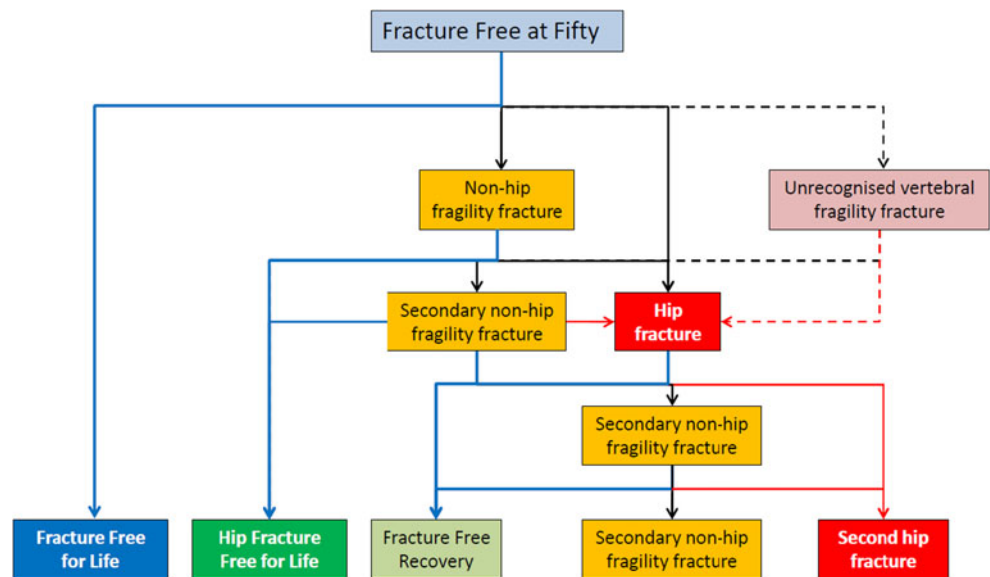 Fracture Free at Fifty
Non-hip
fragility fracture
Unrecognised vertebral
fragility fracture
Secondary non-hip
fragility fracture
Hip
fracture
Secondary non-hip
fragility fracture
Fracture Free
for Life
Hip Fracture
Free for Life
Fracture Free
Recovery
Secondary non-hip
fragility fracture
Second hip
fracture